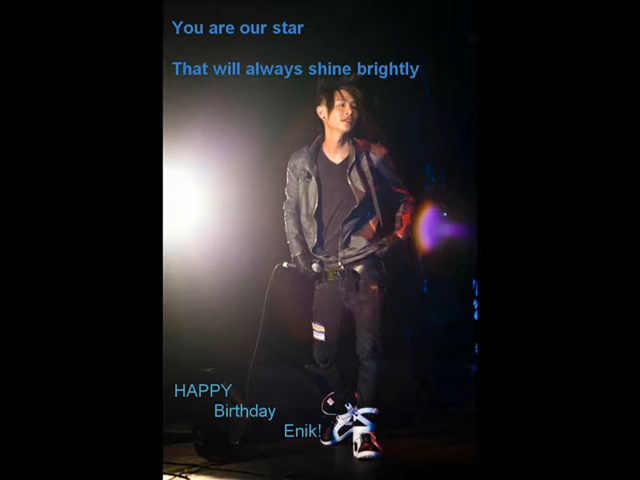 You are our star
That will always shine brightly
HAPPY
Birthday
Enik!